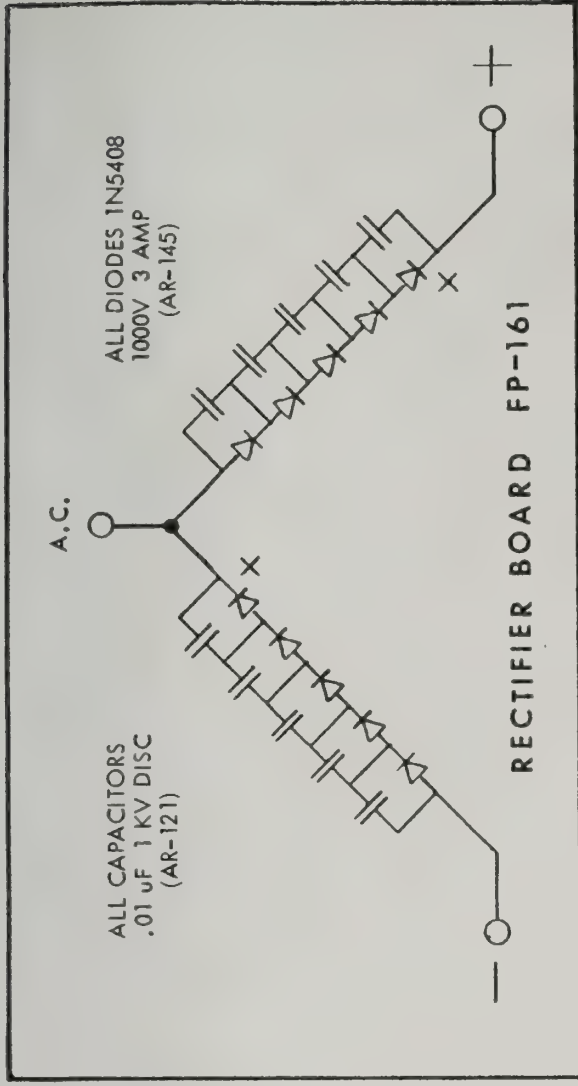 A.C.
ALL CAPACITORS
.01 uF 1 KV DISC
(AR-121)
ALL DIODES 1N5408
1000V 3 AMP
(AR-145)
X
X
−
+
RECTIFIER BOARD FP-161